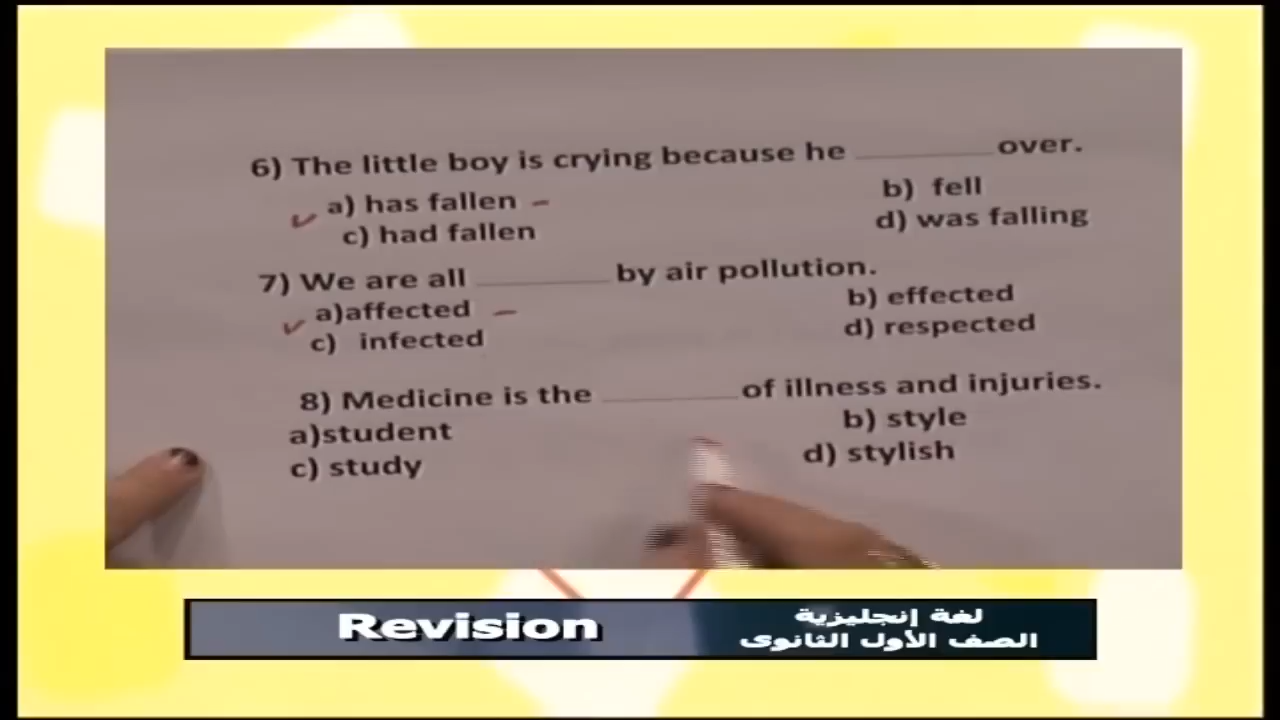 6) The little boy is crying because he ________ over.
a) has fallen
b) fell
c) had fallen
d) was falling
7) We are all ________ by air pollution.
a)affected
b) effected
c) infected
d) respected
8) Medicine is the ________ of illness and injuries.
a)student
b) style
c) study
d) stylish
Revision
لغة إنجليزية
الصف الأول الثانوى